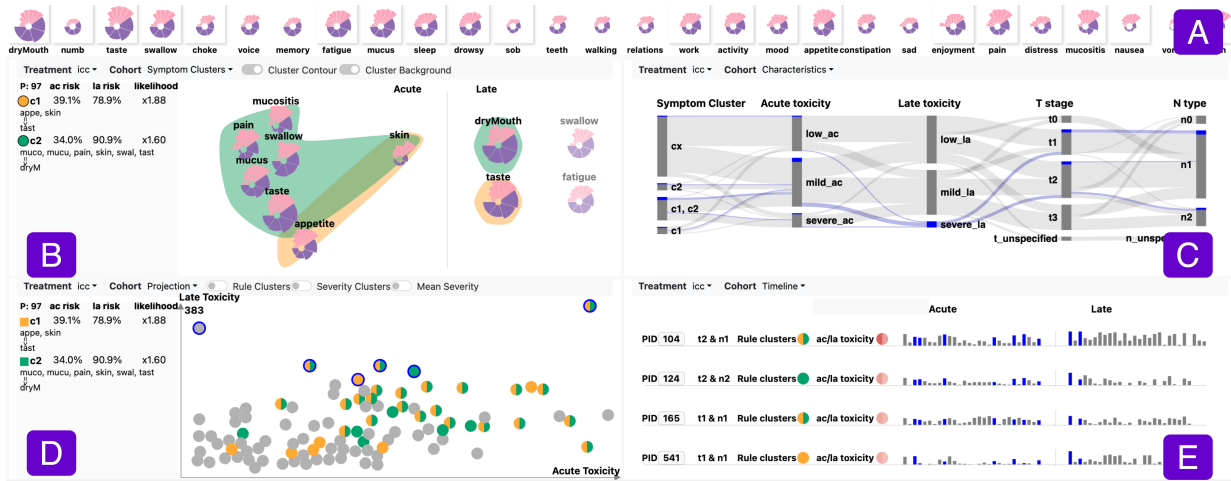 A
dryMouth numb taste swallow choke voice memory fatigue mucus sleep drowsy sob teeth walking relations work activity mood appetite constipation sad enjoyment pain distress mucositis nausea
Treatment icc Cohort Symptom Clusters Cluster Contour Cluster Background
P: 97 ac risk la risk likelihood
c1 39.1% 78.9% x1.88
appe, skin
tast
c2 34.0% 90.9% x1.60
muco, mucu, pain, skin, swal, tast
dryM
Acute Late
mucositis
pain
swallow
mucus
taste
appetite
skin
dryMouth
taste
swallow
fatigue
B
Treatment icc Cohort Characteristics
Symptom Cluster Acute toxicity Late toxicity T stage N type
cx
c2
c1, c2
c1
low_ac
mild_ac
severe_ac
low_la
mild_la
severe_la
t0
t1
t2
t3
t_unspecified
n0
n1
n2
C
Treatment icc Cohort Projection Rule Clusters Severity Clusters Mean Severity
P: 97 ac risk la risk likelihood
c1 39.1% 78.9% x1.88
appe, skin
tast
c2 34.0% 90.9% x1.60
muco, mucu, pain, skin, swal, tast
dryM
Late Toxicity
383
Acute Toxicity
D
Treatment icc Cohort Timeline
Acute Late
PID 104 t2 & n1 Rule clusters ac/la toxicity
PID 124 t2 & n2 Rule clusters ac/la toxicity
PID 165 t1 & n1 Rule clusters ac/la toxicity
PID 541 t1 & n1 Rule clusters ac/la toxicity
E